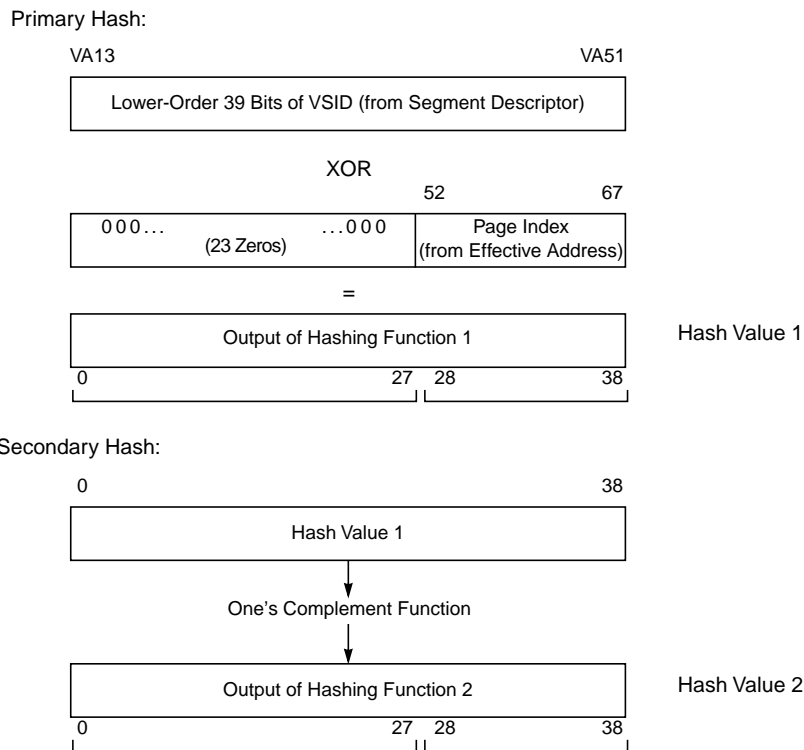 Primary Hash:
VA13 VA51
Lower-Order 39 Bits of VSID (from Segment Descriptor)
XOR
52 67
000... ...000 Page Index
(23 Zeros) (from Effective Address)
=
Output of Hashing Function 1 Hash Value 1
0 27 28 38
Secondary Hash:
0 38
Hash Value 1
One's Complement Function
Output of Hashing Function 2 Hash Value 2
0 27 28 38